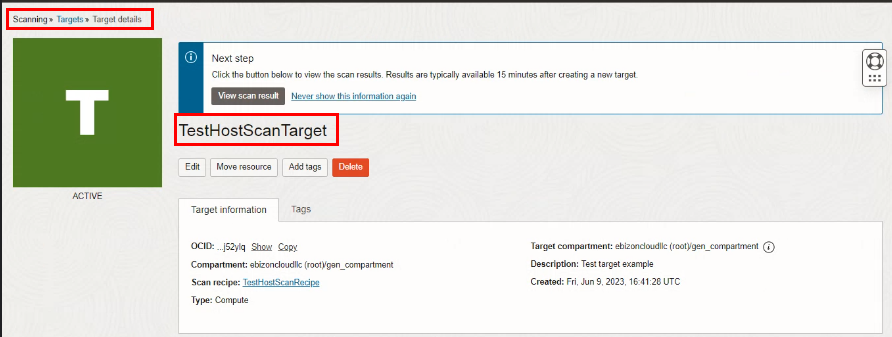 Scanning » Targets » Target details
T
ACTIVE
Next step
Click the button below to view the scan results. Results are typically available 15 minutes after creating a new target.
View scan result Never show this information again
TestHostScanTarget
Edit Move resource Add tags Delete
Target information Tags
OCID: ...j52ylq Show Copy
Compartment: ebizoncloudllc (root)/gen_compartment
Scan recipe: TestHostScanRecipe
Type: Compute
Target compartment: ebizoncloudllc (root)/gen_compartment
Description: Test target example
Created: Fri, Jun 9, 2023, 16:41:28 UTC